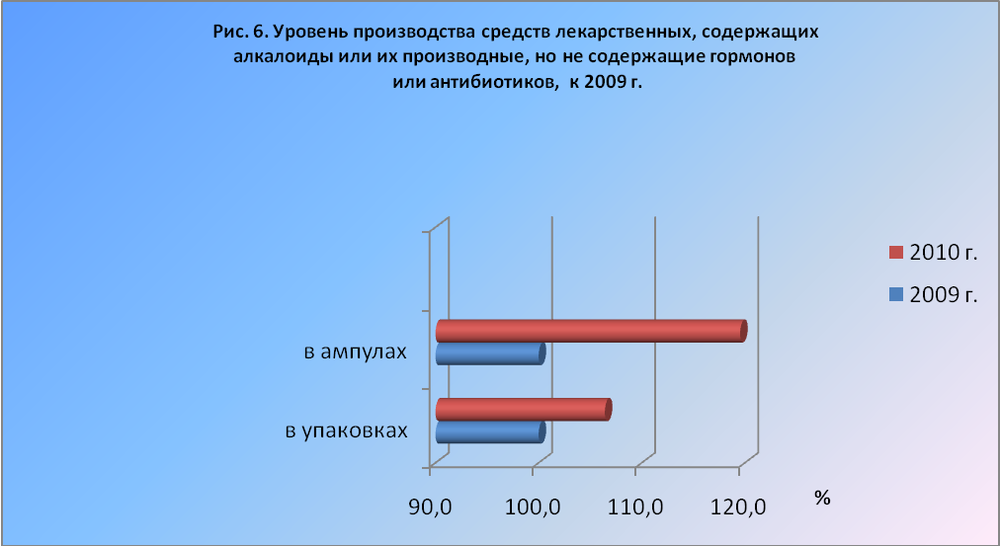 Рис. 6. Уровень производства средств лекарственных, содержащих
алкалоиды или их производные, но не содержащие гормонов
или антибиотиков,  к 2009 г.
2010 г.
2009 г.
в ампулах
в упаковках
90,0 100,0 110,0 120,0 %